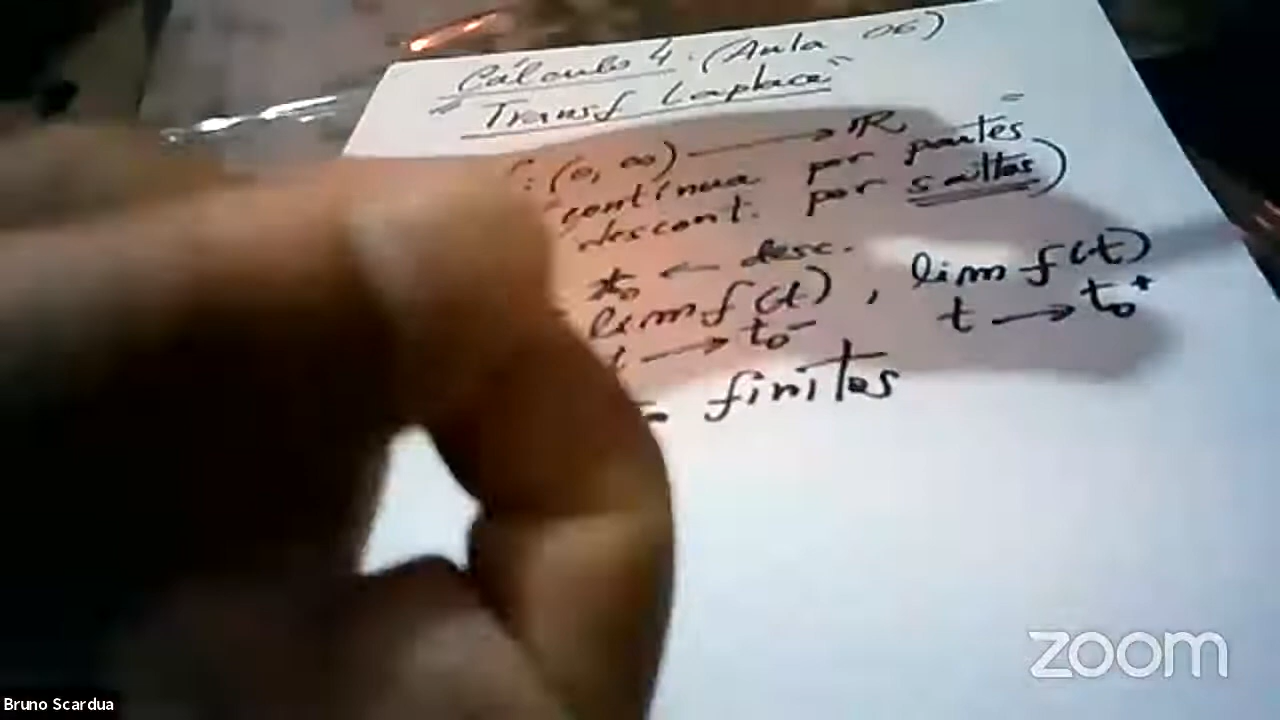 Cálculo 4. (Aula 06)
"Transf Laplace"
f: (0, ∞) → ℝ
contínua por partes
descont. por saltos)
t₀ ← desc.
lim f(t) , lim f(t)
t → t₀⁻ t → t₀⁺
finitos
zoom
Bruno Scardua